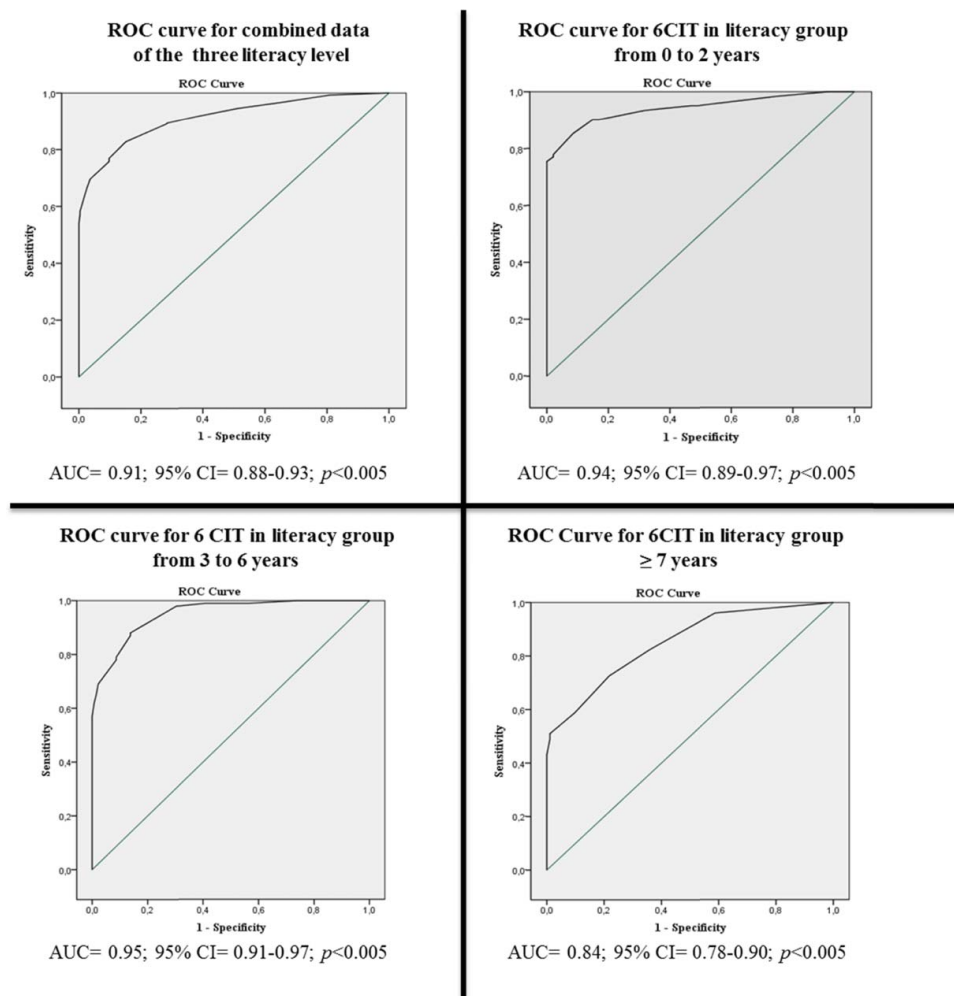 ROC curve for combined data
of the three literacy level
ROC Curve
1,0
0,8
0,6
0,4
0,2
0,0
Sensitivity
0,0 0,2 0,4 0,6 0,8 1,0
1 - Specificity
AUC= 0.91; 95% CI= 0.88-0.93; p<0.005
ROC curve for 6CIT in literacy group
from 0 to 2 years
ROC Curve
1,0
0,8
0,6
0,4
0,2
0,0
Sensitivity
0,0 0,2 0,4 0,6 0,8 1,0
1 - Specificity
AUC= 0.94; 95% CI= 0.89-0.97; p<0.005
ROC curve for 6 CIT in literacy group
from 3 to 6 years
ROC Curve
1,0
0,8
0,6
0,4
0,2
0,0
Sensitivity
0,0 0,2 0,4 0,6 0,8 1,0
1 - Specificity
AUC= 0.95; 95% CI= 0.91-0.97; p<0.005
ROC Curve for 6CIT in literacy group
≥ 7 years
ROC Curve
1,0
0,8
0,6
0,4
0,2
0,0
Sensitivity
0,0 0,2 0,4 0,6 0,8 1,0
1 - Specificity
AUC= 0.84; 95% CI= 0.78-0.90; p<0.005